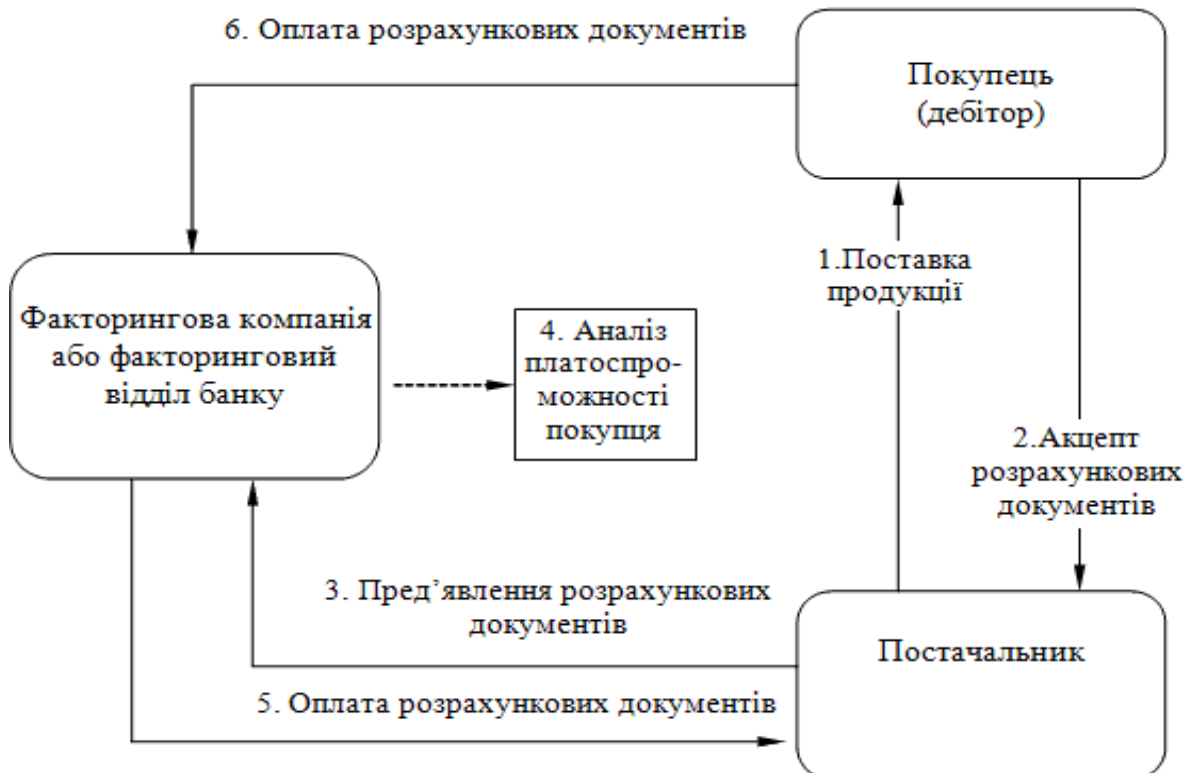 6. Оплата розрахункових документів
Покупець
(дебітор)
1.Поставка
продукції
Факторингова компанія
або факторинговий
відділ банку
4. Аналіз
платоспро-
можності
покупця
2.Акцепт
розрахункових
документів
3. Пред’явлення розрахункових
документів
Постачальник
5. Оплата розрахункових документів